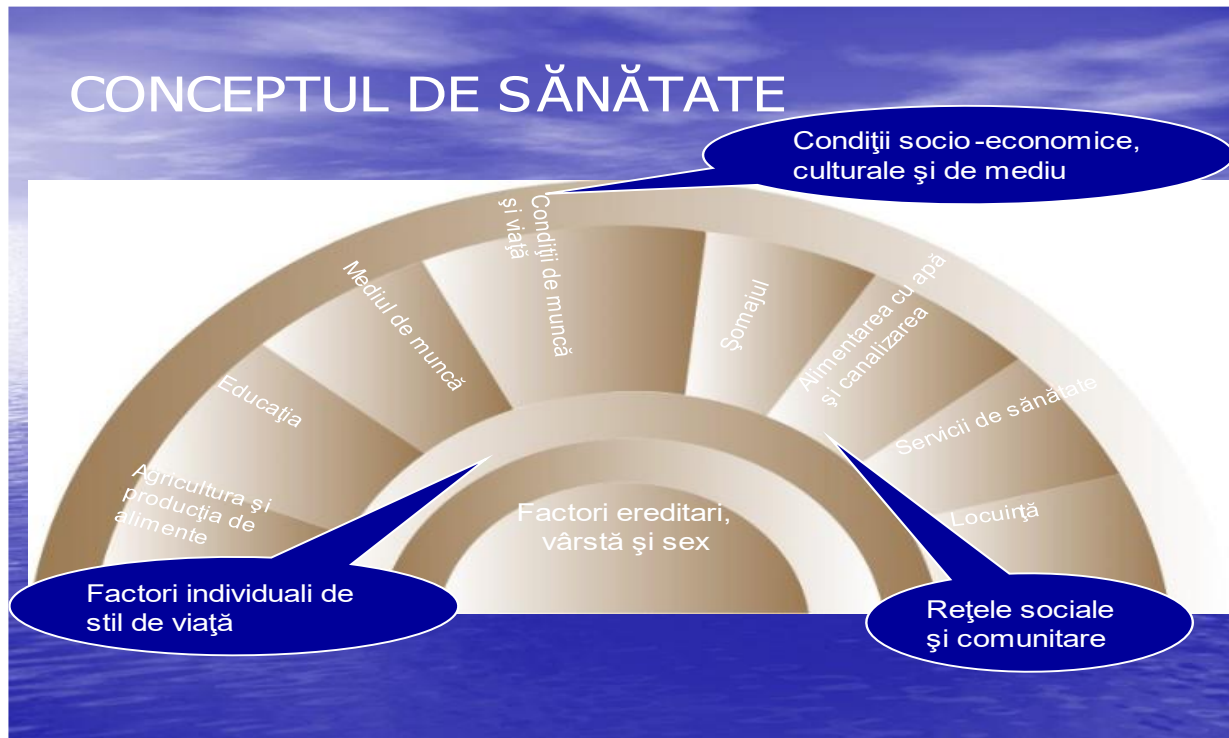 CONCEPTUL DE SĂNĂTATE
Condiţii socio-economice,
culturale şi de mediu
Agricultura şi
producţia de
alimente
Educaţia
Mediul de muncă
Condiţii de muncă
şi viaţă
Şomajul
Alimentarea cu apă
şi canalizarea
Servicii de sănătate
Locuinţă
Factori ereditari,
vârstă şi sex
Factori individuali de
stil de viaţă
Reţele sociale
şi comunitare